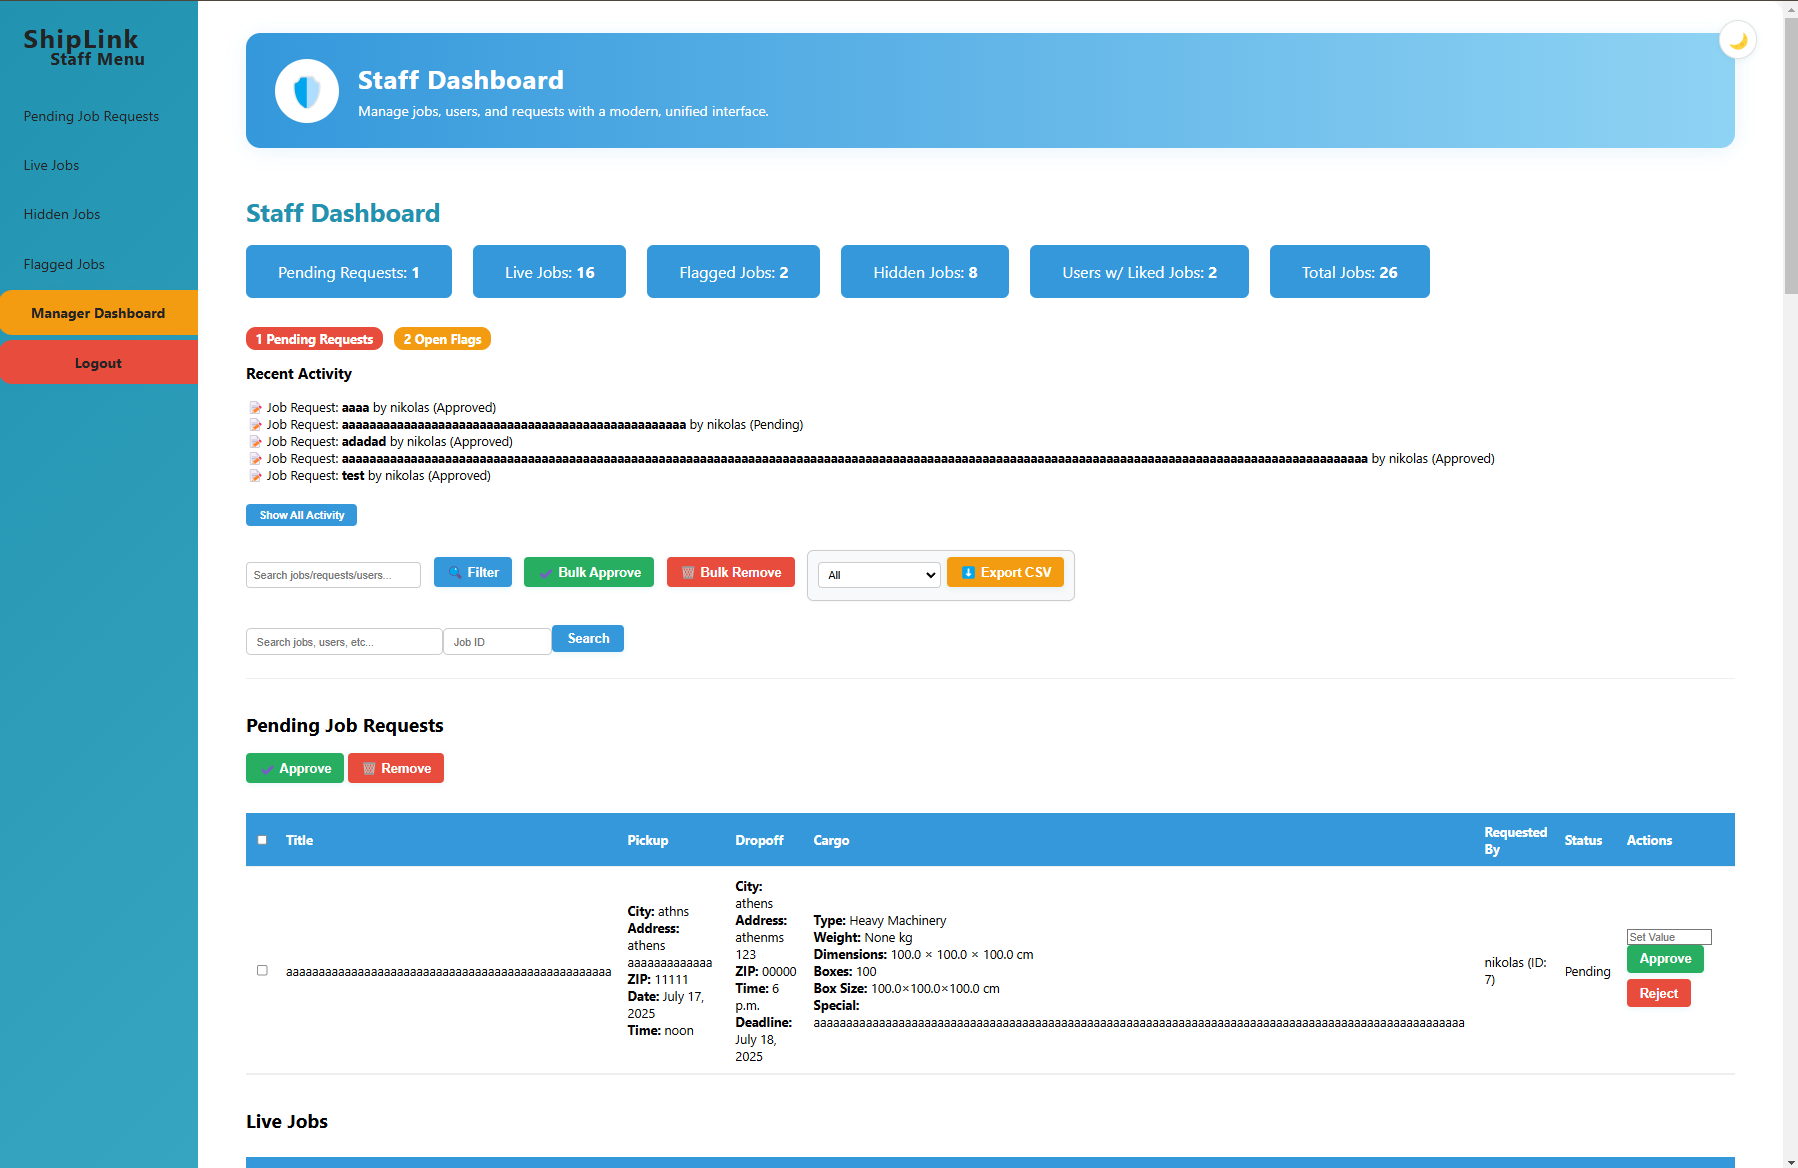 ShipLink
Staff Menu
Pending Job Requests
Live Jobs
Hidden Jobs
Flagged Jobs
Manager Dashboard
Logout
Staff Dashboard
Manage jobs, users, and requests with a modern, unified interface.
Staff Dashboard
Pending Requests: 1
Live Jobs: 16
Flagged Jobs: 2
Hidden Jobs: 8
Users w/ Liked Jobs: 2
Total Jobs: 26
1 Pending Requests
2 Open Flags
Recent Activity
Job Request: aaaa by nikolas (Approved)
Job Request: by nikolas (Pending)
Job Request: adadad by nikolas (Approved)
Job Request: by nikolas (Approved)
Job Request: test by nikolas (Approved)
Show All Activity
Search jobs/requests/users...
Filter
Bulk Approve
Bulk Remove
All
Export CSV
Search jobs, users, etc...
Job ID
Search
Pending Job Requests
Approve
Remove
Title Pickup Dropoff Cargo Requested By Status Actions
City: athns
Address:
athens
aaaaaaaaaaaaa
ZIP: 11111
Date: July 17,
2025
Time: noon
City:
athens
Address:
athenms
123
ZIP: 00000
Time: 6
p.m.
Deadline:
July 18,
2025
Type: Heavy Machinery
Weight: None kg
Dimensions: 100.0 × 100.0 × 100.0 cm
Boxes: 100
Box Size: 100.0×100.0×100.0 cm
Special:
nikolas (ID:
7)
Pending
Set Value
Approve
Reject
Live Jobs